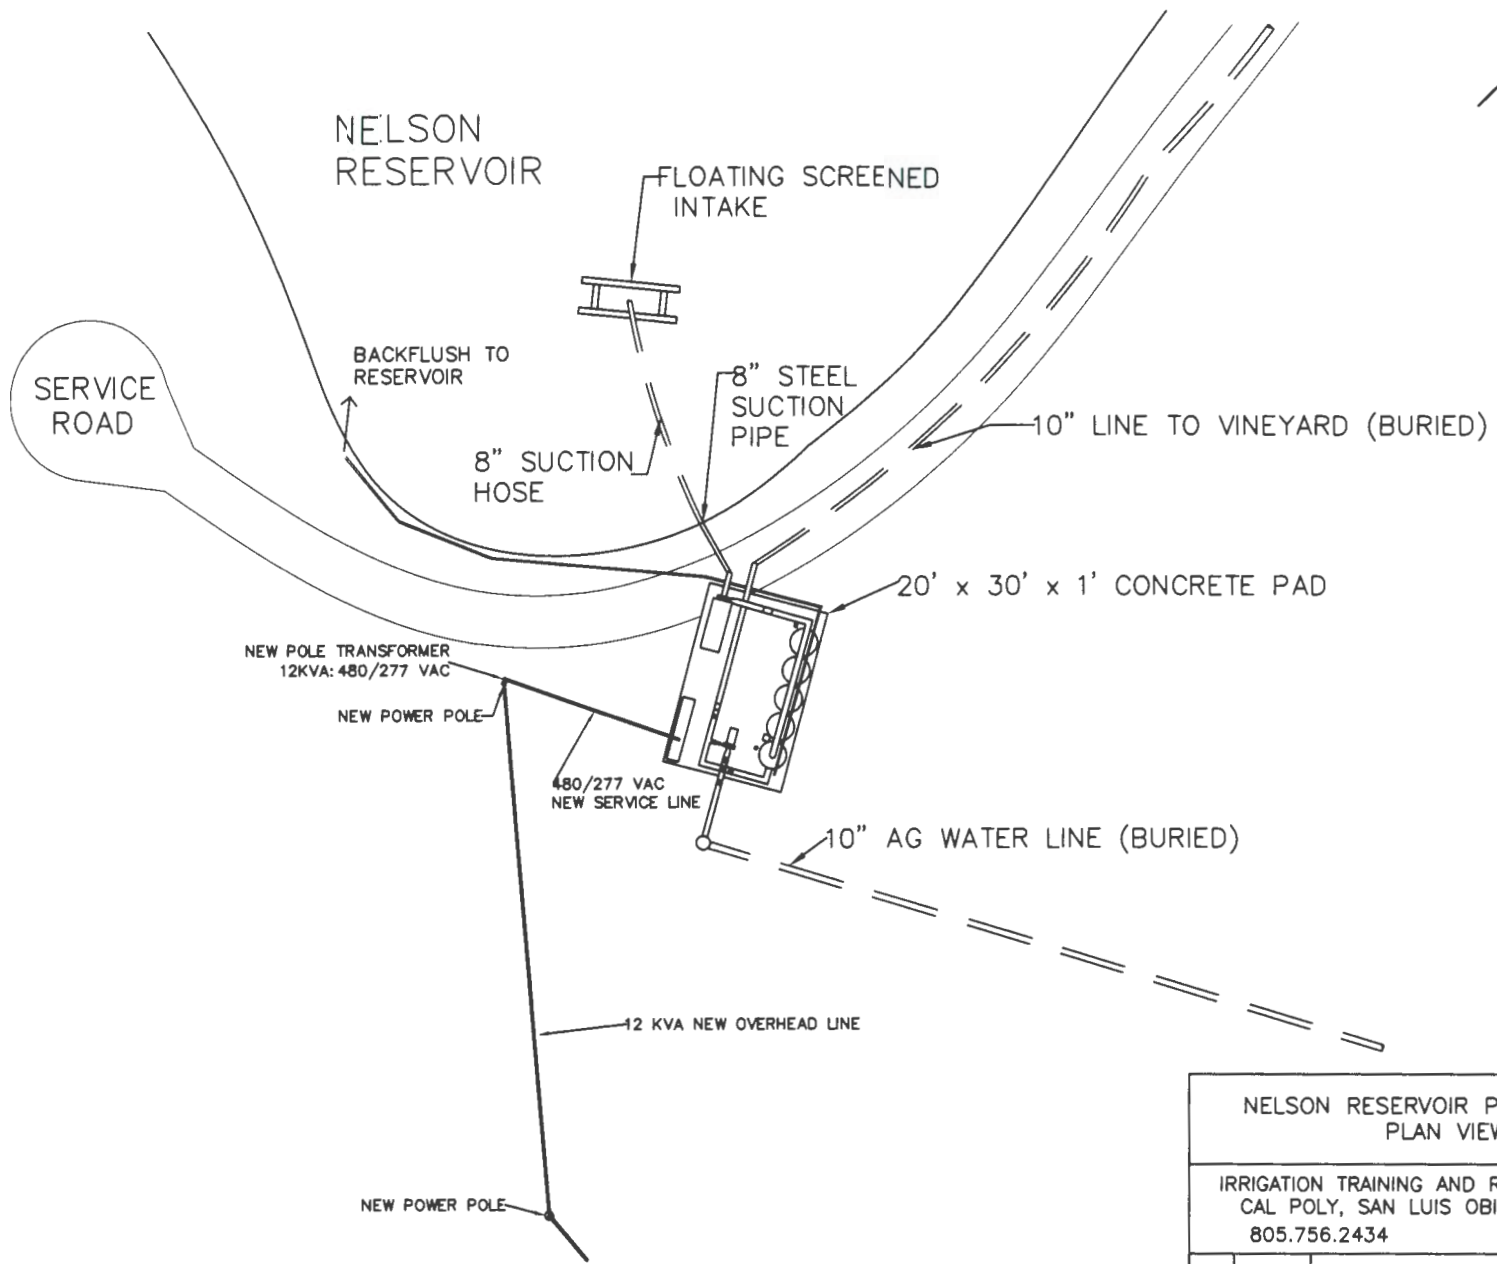 NELSON
RESERVOIR
FLOATING SCREENED
INTAKE
BACKFLUSH TO
RESERVOIR
SERVICE
ROAD
8" STEEL
SUCTION
PIPE
8" SUCTION
HOSE
10" LINE TO VINEYARD (BURIED)
20' x 30' x 1' CONCRETE PAD
NEW POLE TRANSFORMER
12KVA: 480/277 VAC
NEW POWER POLE
480/277 VAC
NEW SERVICE LINE
10" AG WATER LINE (BURIED)
12 KVA NEW OVERHEAD LINE
NEW POWER POLE
NELSON RESERVOIR P
PLAN VIEW
IRRIGATION TRAINING AND R
CAL POLY, SAN LUIS OBI
805.756.2434